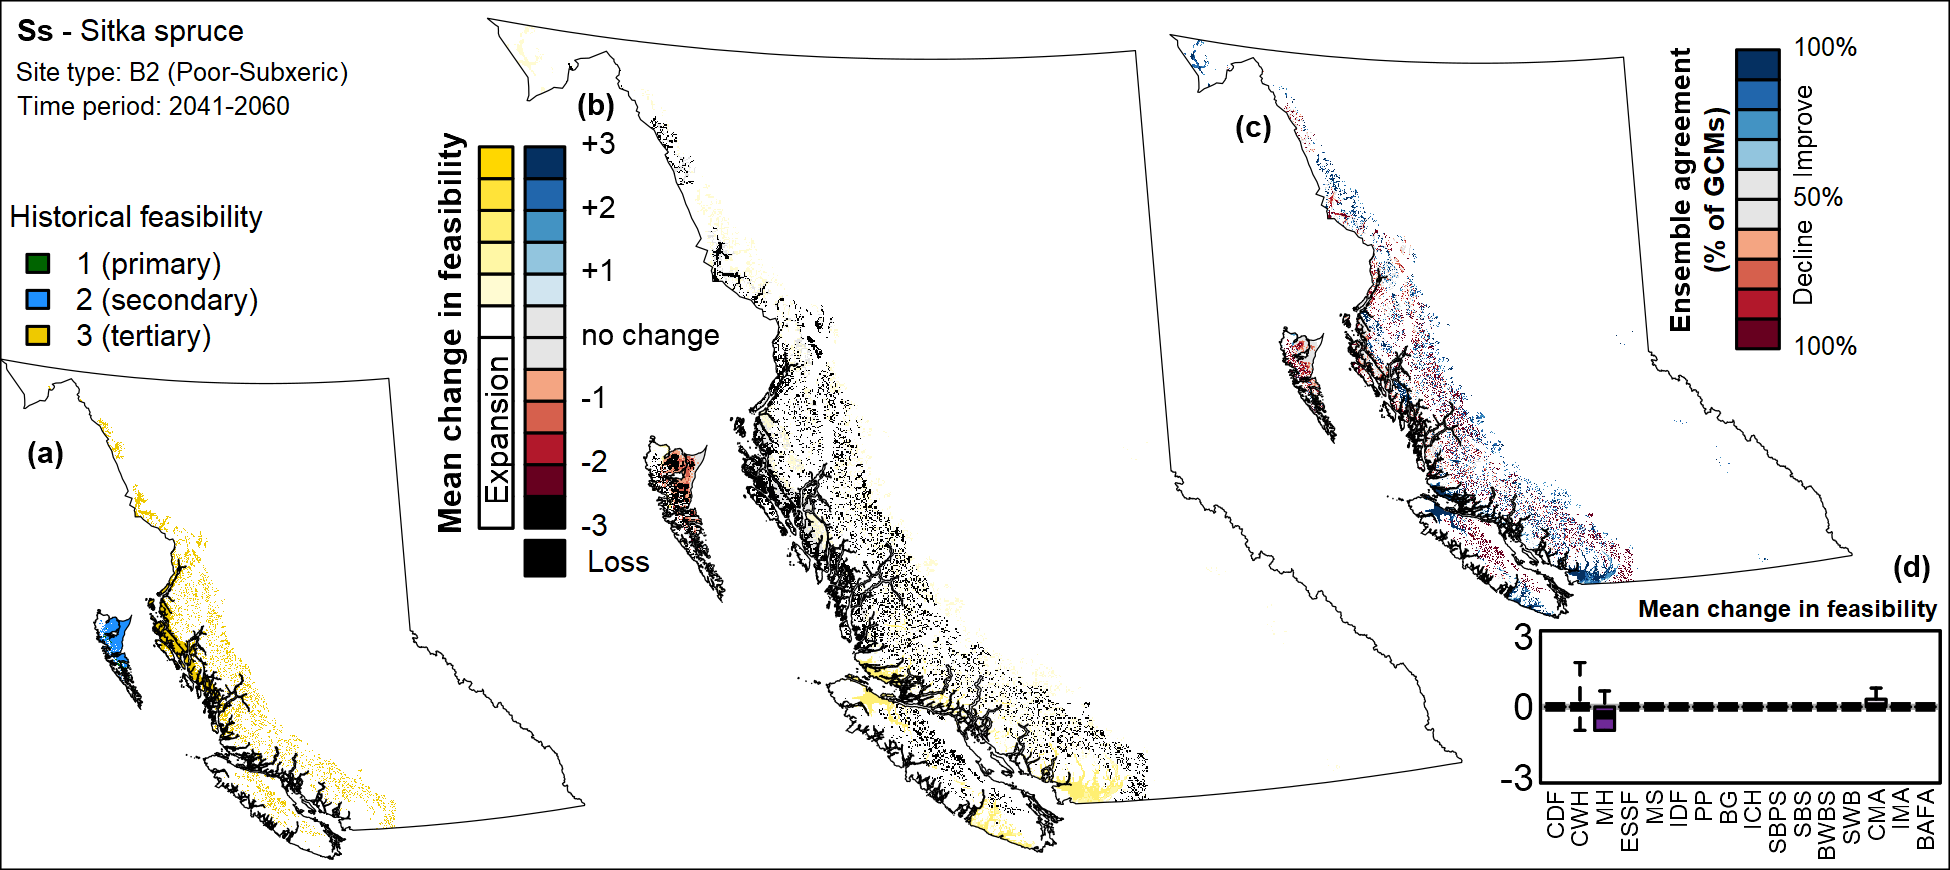 Ss - Sitka spruce
Site type: B2 (Poor-Subxeric)
Time period: 2041-2060
Historical feasibility
1 (primary)
2 (secondary)
3 (tertiary)
(a)
(b)
Mean change in feasibility
Expansion
+3
+2
+1
no change
-1
-2
-3
Loss
(c)
Ensemble agreement
(% of GCMs)
100%
Improve
50%
Decline
100%
(d)
Mean change in feasibility
3
0
-3
CDF
CWH
MH
ESSF
MS
IDF
PP
BG
ICH
SBPS
SBS
BWBS
SWB
CMA
IMA
BAFA